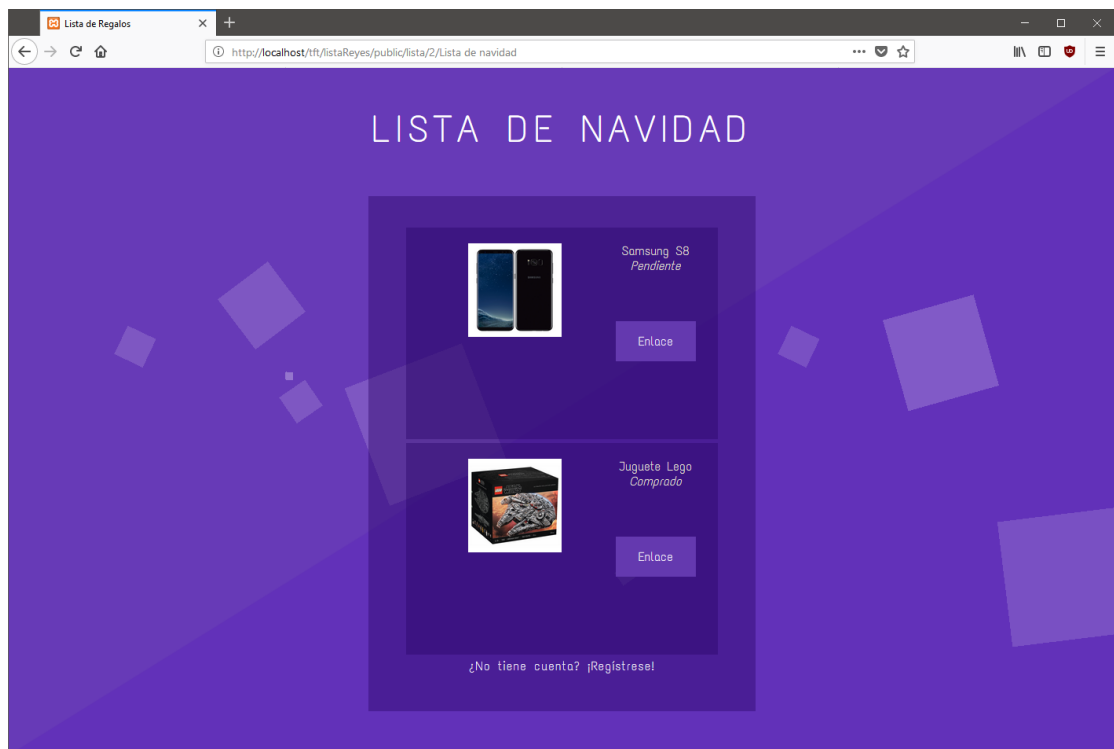 Lista de Regalos
http://localhost/tft/listaReyes/public/lista/2/Lista de navidad
LISTA DE NAVIDAD
Samsung S8
Pendiente
Enlace
Juguete Lego
Comprado
Enlace
¿No tiene cuenta? ¡Regístrese!